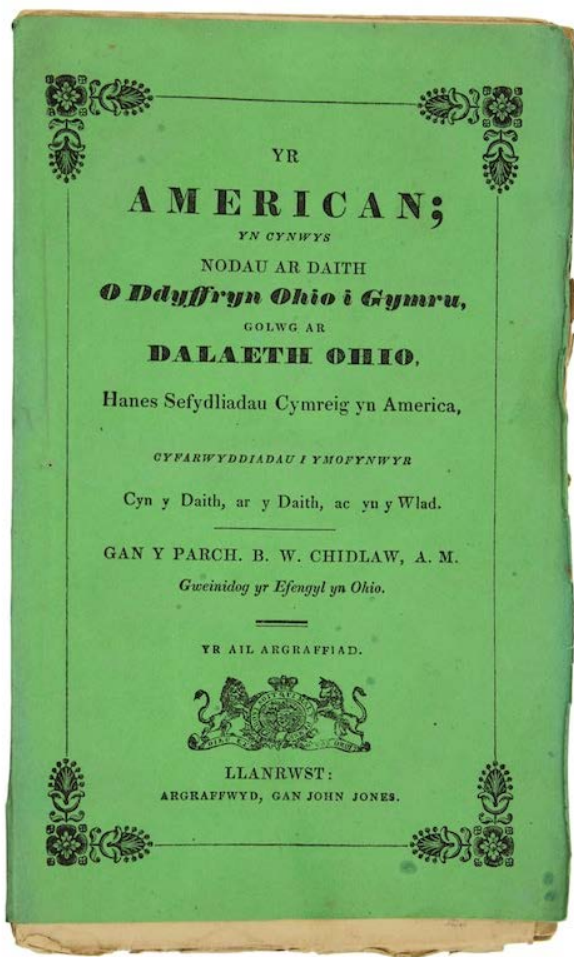 YR
AMERICAN;
YN CYNWYS
NODAU AR DAITH
O Ddyffryn Ohio i Gymru,
GOLWG AR
DALAETH OHIO,
Hanes Sefydliadau Cymreig yn America,
CYFARWYDDIADAU I YMOFYNWYR
Cyn y Daith, ar y Daith, ac yn y Wlad.
GAN Y PARCH. B. W. CHIDLAW, A. M.
Gweinidog yr Efengyl yn Ohio.
YR AIL ARGRAFFIAD.
LLANRWST:
ARGRAFFWYD, GAN JOHN JONES.